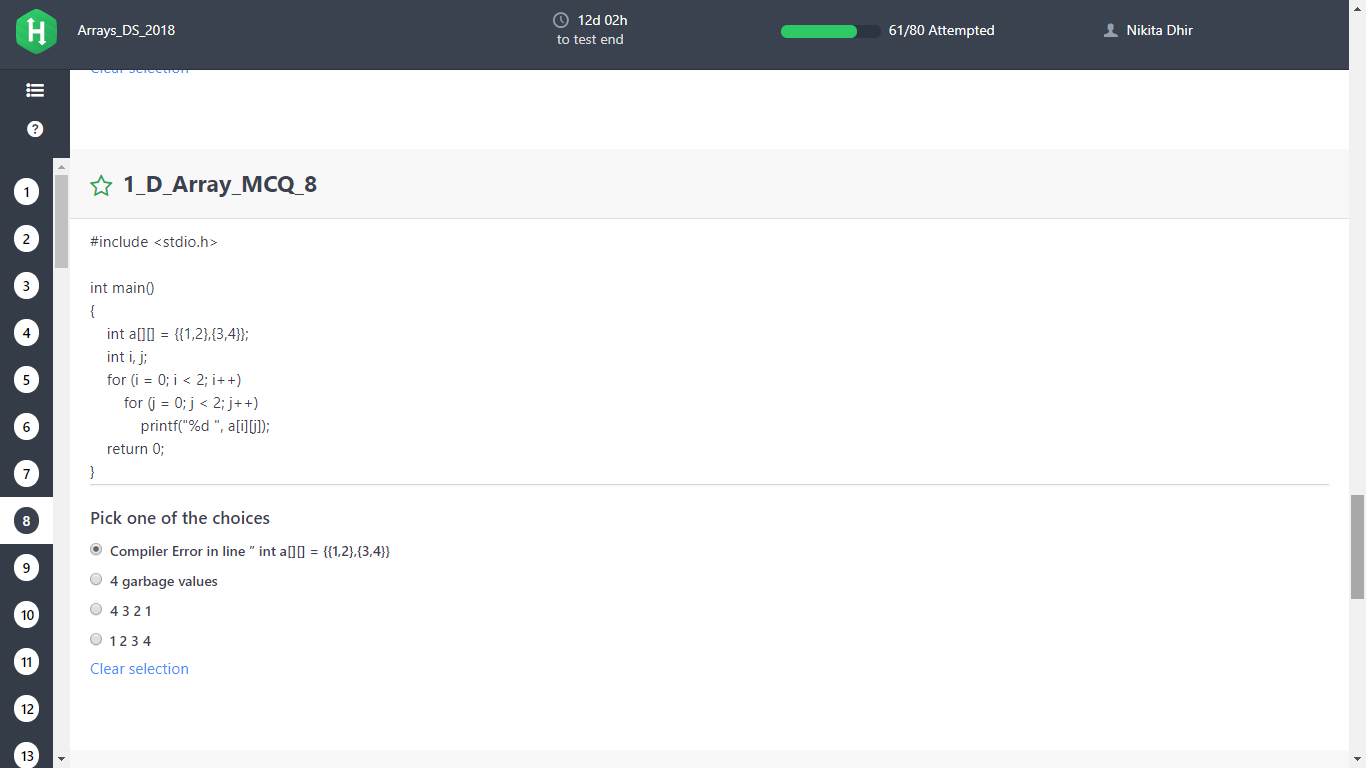 Arrays_DS_2018
12d 02h
to test end
61/80 Attempted
Nikita Dhir
Clear selection
1_D_Array_MCQ_8
#include <stdio.h>
int main()
{
int a[][] = {{1,2},{3,4}};
int i, j;
for (i = 0; i < 2; i++)
for (j = 0; j < 2; j++)
printf("%d ", a[i][j]);
return 0;
}
Pick one of the choices
Compiler Error in line ” int a[][] = {{1,2},{3,4}}
4 garbage values
4 3 2 1
1 2 3 4
Clear selection
1
2
3
4
5
6
7
8
9
10
11
12
13